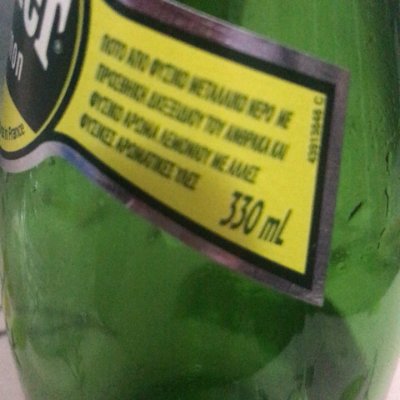 ΠΟΤΟ ΑΠΟ ΦΥΣΙΚΟ ΜΕΤΑΛΛΙΚΟ ΝΕΡΟ ΜΕ
ΠΡΟΣΘΗΚΗ ΔΙΟΞΕΙΔΙΟΥ ΤΟΥ ΑΝΘΡΑΚΑ ΚΑΙ
ΦΥΣΙΚΟ ΑΡΩΜΑ ΛΕΜΟΝΙΟΥ ΜΕ ΑΛΛΕΣ
ΦΥΣΙΚΕΣ ΑΡΩΜΑΤΙΚΕΣ ΥΛΕΣ
330 mL
France